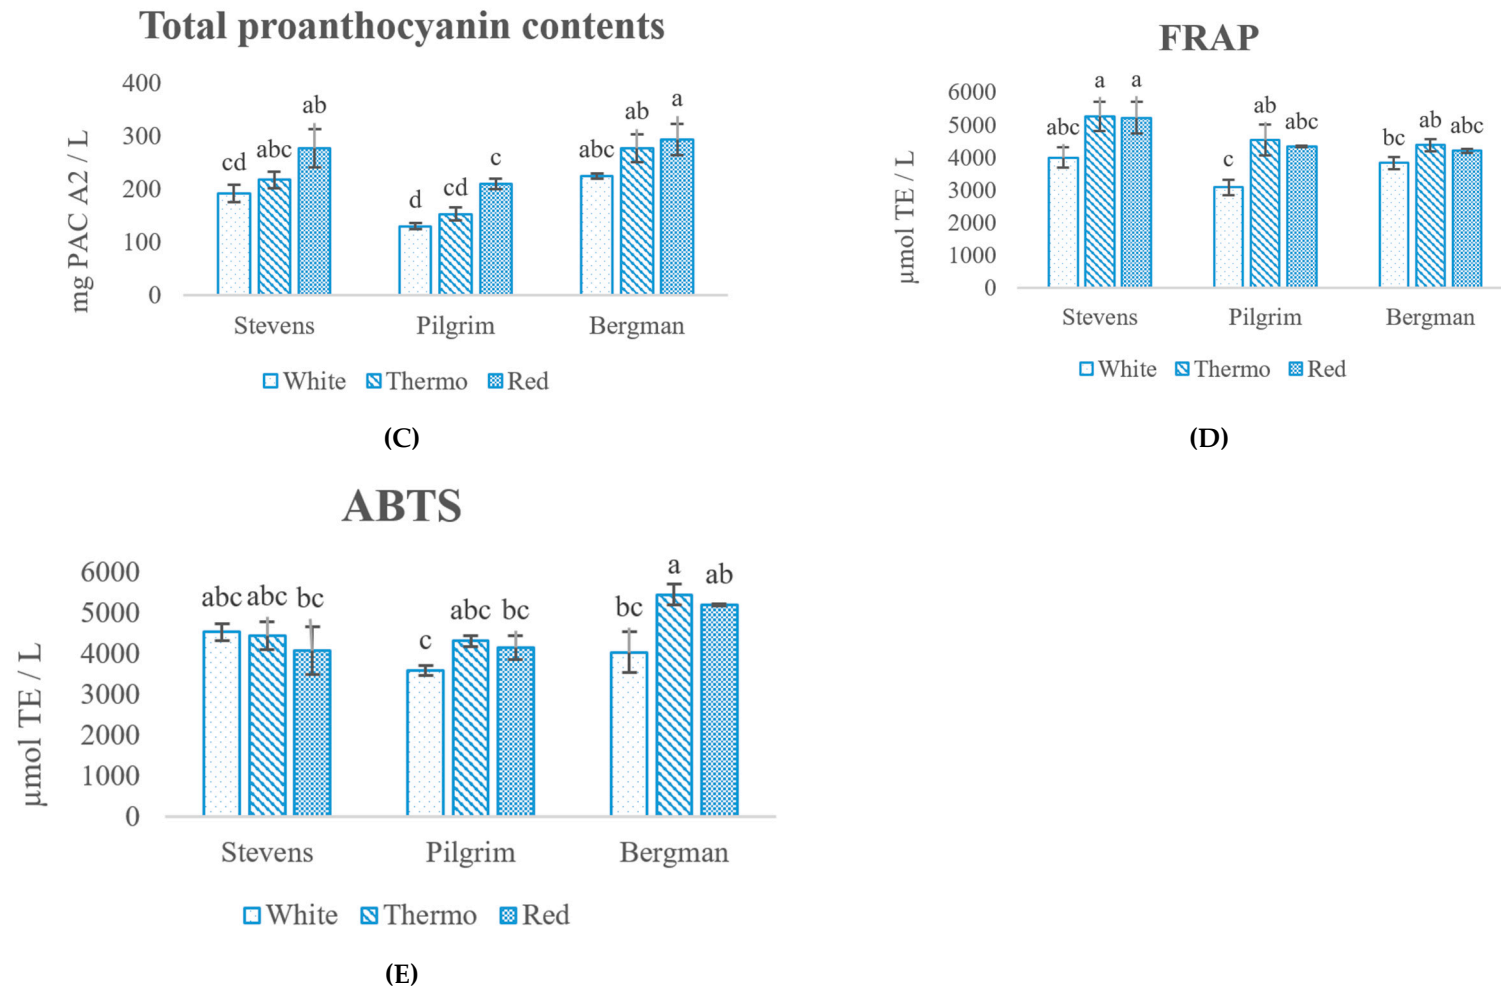 Total proanthocyanin contents
mg PAC A2 / L
400
300
200
100
0
cd abc ab
d cd c
abc ab a
Stevens Pilgrim Bergman
White Thermo Red
(C)
FRAP
µmol TE / L
6000
5000
4000
3000
2000
1000
0
abc a a
c ab abc
bc ab abc
Stevens Pilgrim Bergman
White Thermo Red
(D)
ABTS
µmol TE / L
6000
5000
4000
3000
2000
1000
0
abc abc bc
c abc bc
bc a ab
Stevens Pilgrim Bergman
White Thermo Red
(E)